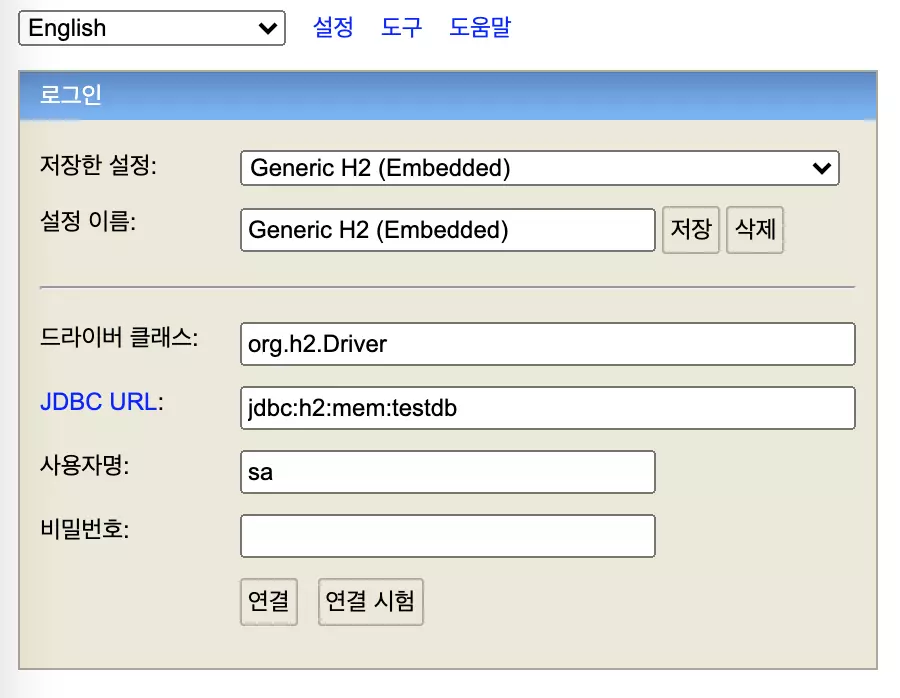 English 설정 도구 도움말
로그인
저장한 설정: Generic H2 (Embedded)
설정 이름: Generic H2 (Embedded) 저장 삭제
드라이버 클래스: org.h2.Driver
JDBC URL: jdbc:h2:mem:testdb
사용자명: sa
비밀번호:
연결 연결 시험